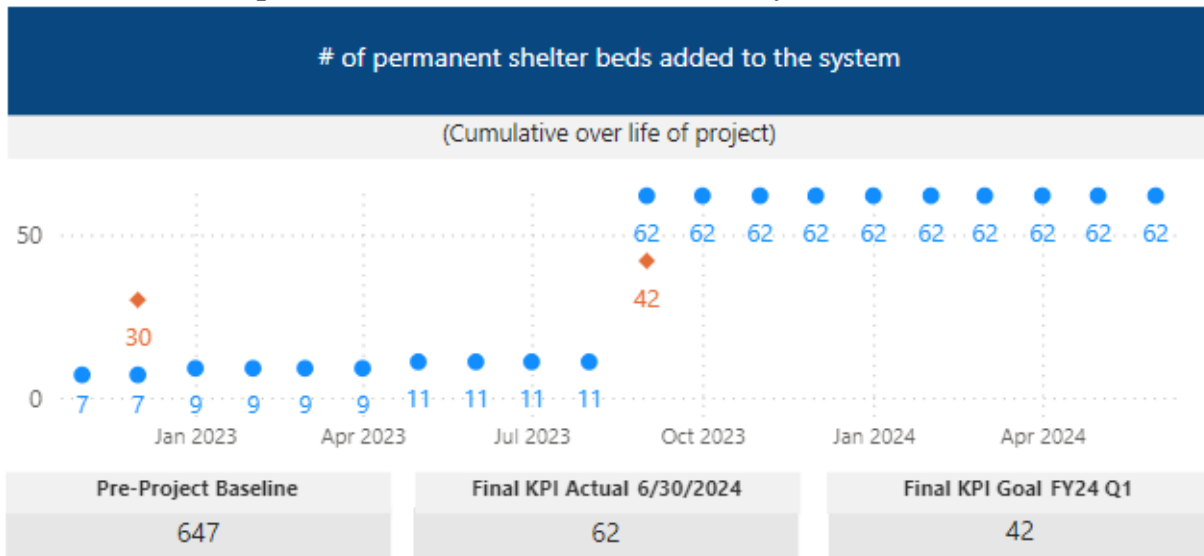 # of permanent shelter beds added to the system
(Cumulative over life of project)
50
62 62 62 62 62 62 62 62 62 62
42
30
0
7 7 9 9 9 9 11 11 11 11
Jan 2023 Apr 2023 Jul 2023 Oct 2023 Jan 2024 Apr 2024
Pre-Project Baseline Final KPI Actual 6/30/2024 Final KPI Goal FY24 Q1
647 62 42